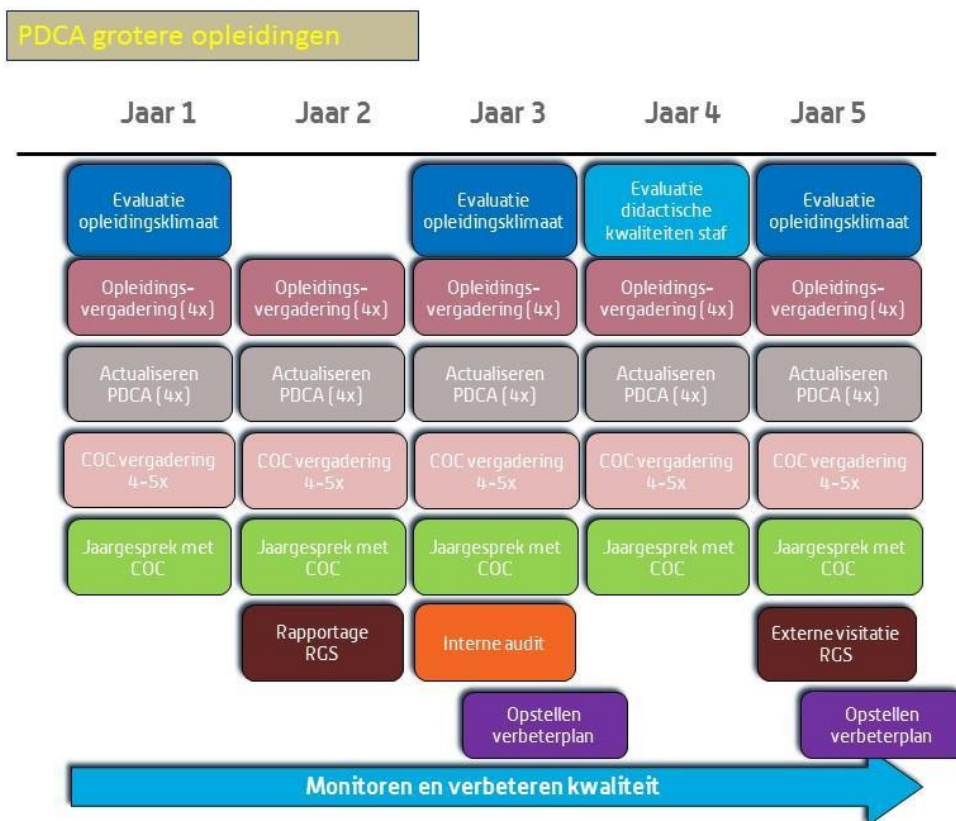 PDCA grotere opleidingen
Jaar 1
Jaar 2
Jaar 3
Jaar 4
Jaar 5
Evaluatie
opleidingsklimaat
Evaluatie
opleidingsklimaat
Evaluatie
didactische
kwaliteiten staf
Evaluatie
opleidingsklimaat
Opleidings-
vergadering (4x)
Opleidings-
vergadering (4x)
Opleidings-
vergadering (4x)
Opleidings-
vergadering (4x)
Opleidings-
vergadering (4x)
Actualiseren
PDCA (4x)
Actualiseren
PDCA (4x)
Actualiseren
PDCA (4x)
Actualiseren
PDCA (4x)
Actualiseren
PDCA (4x)
COC vergadering
4-5x
COC vergadering
4-5x
COC vergadering
4-5x
COC vergadering
4-5x
COC vergadering
4-5x
Jaargesprek met
COC
Jaargesprek met
COC
Jaargesprek met
COC
Jaargesprek met
COC
Jaargesprek met
COC
Rapportage
RGS
Interne audit
Externe visitatie
RGS
Opstellen
verbeterplan
Opstellen
verbeterplan
Monitoren en verbeteren kwaliteit